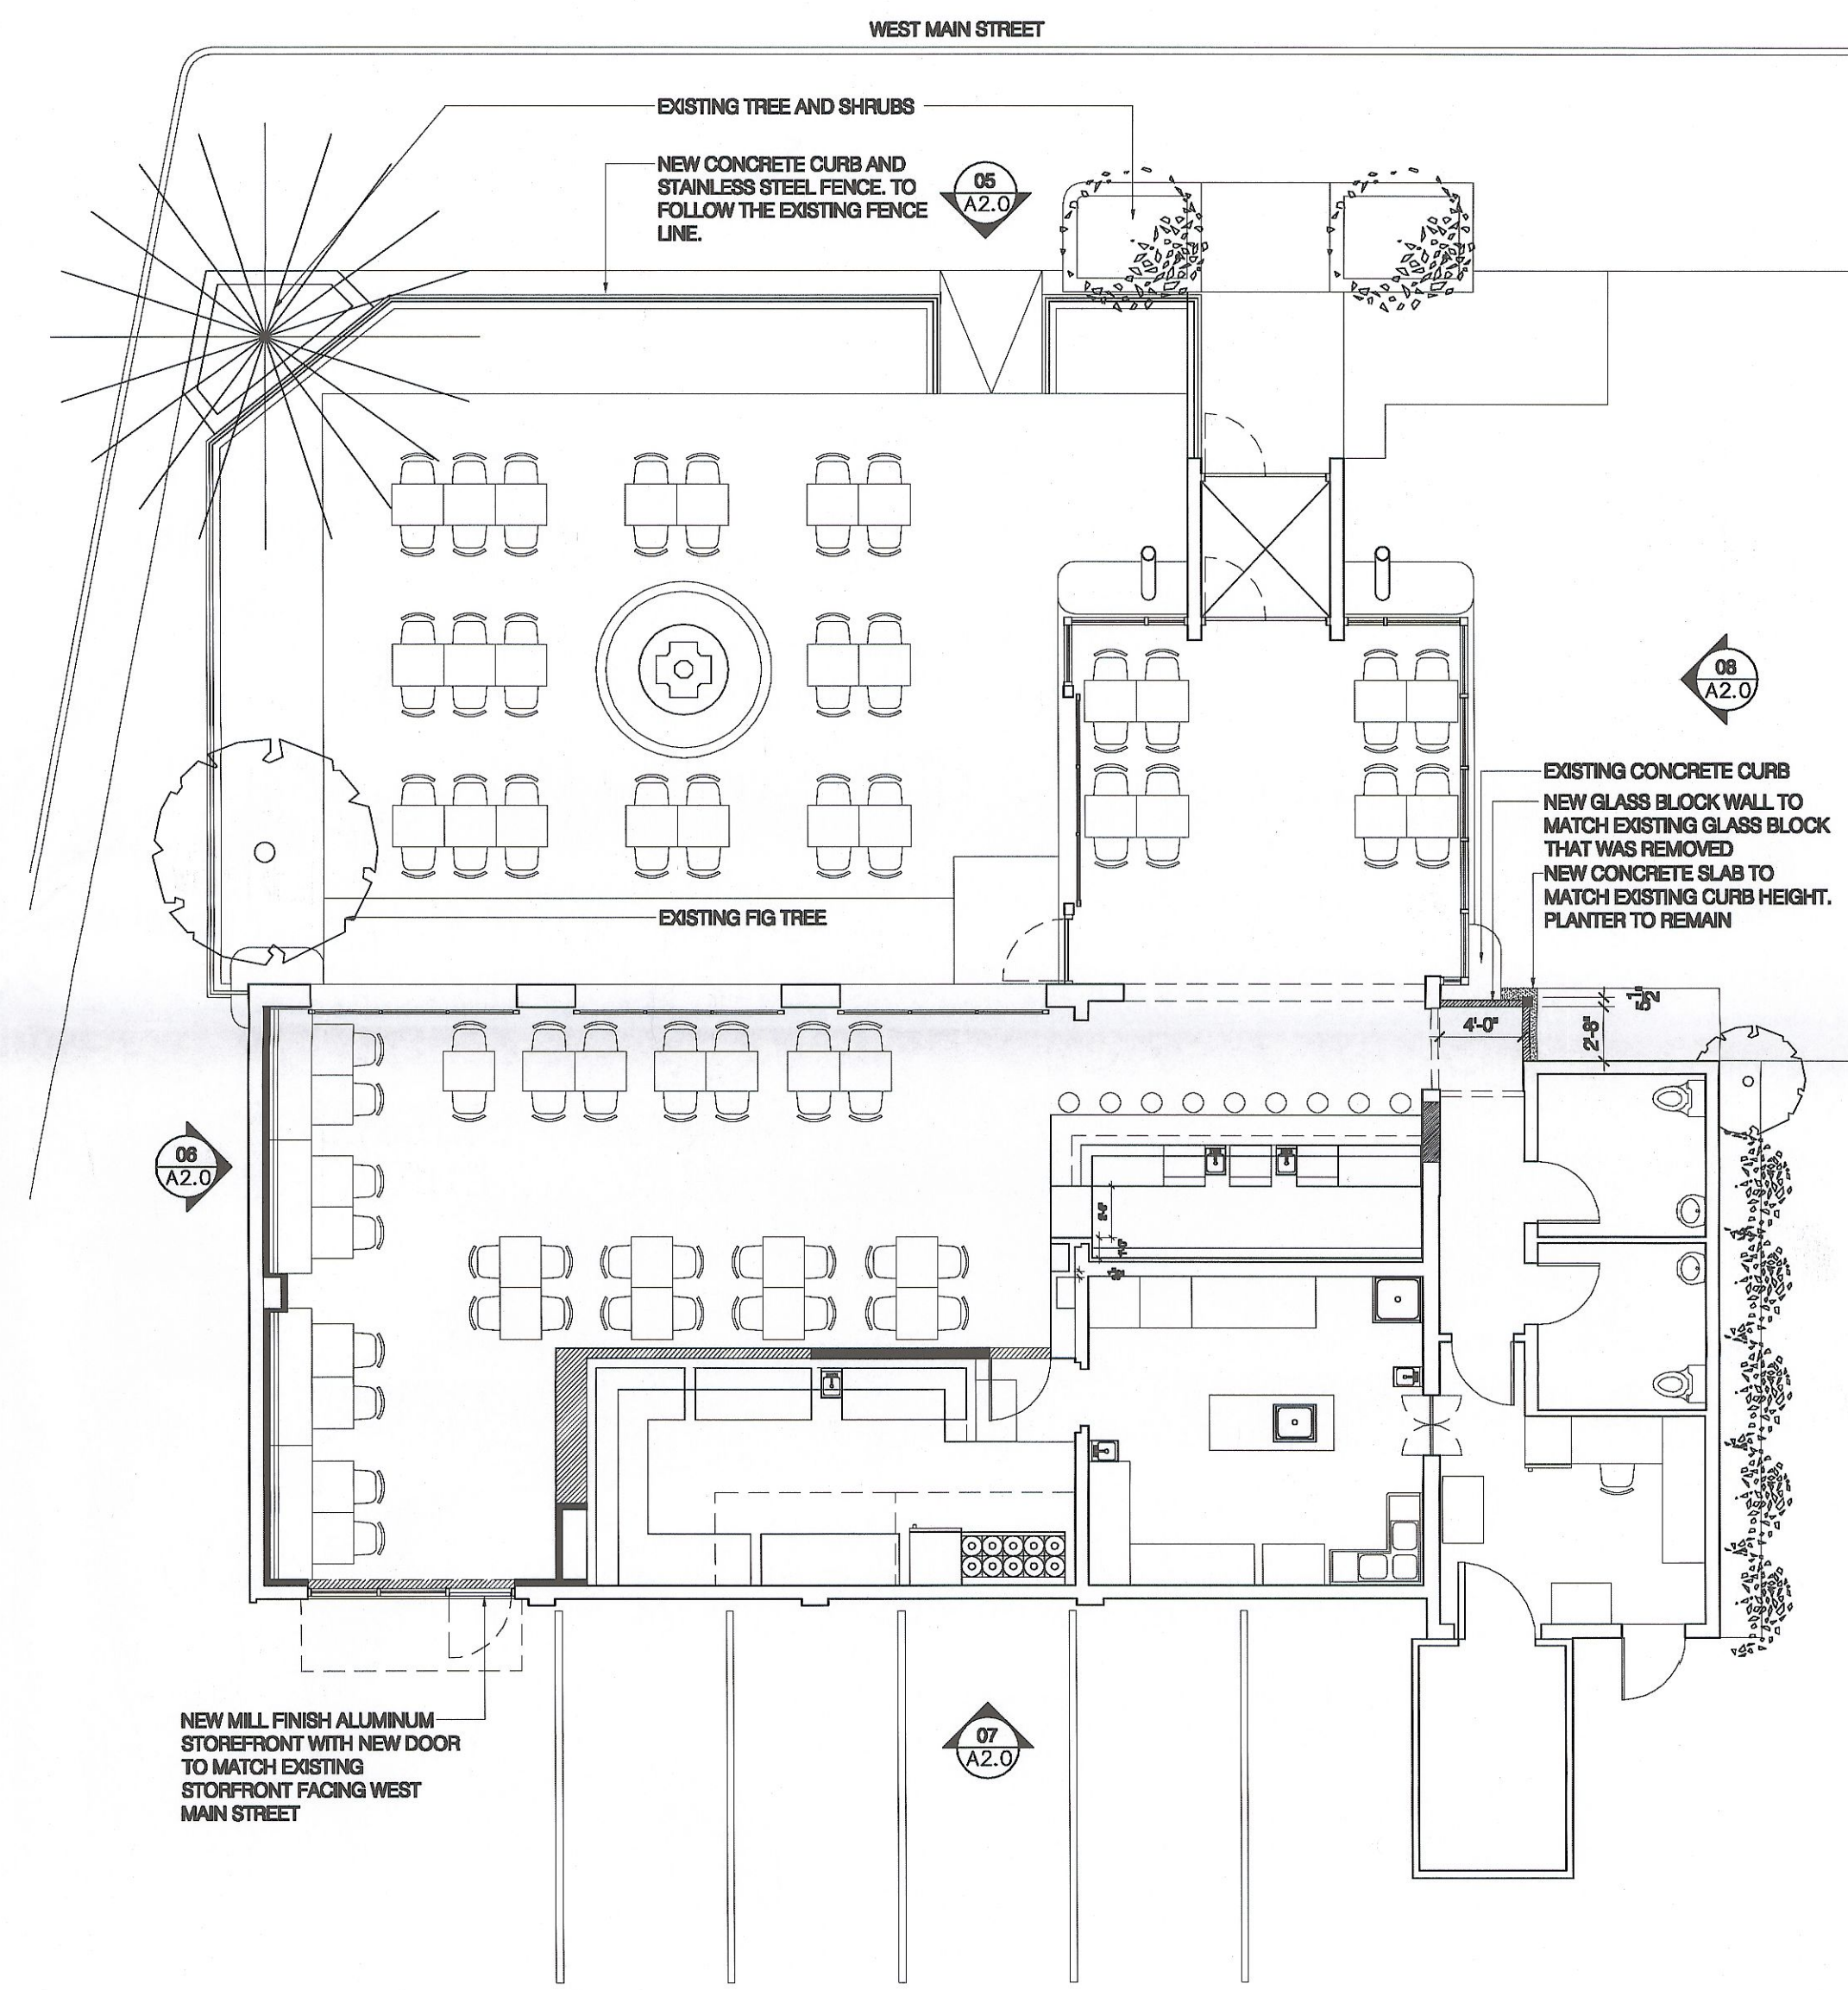 WEST MAIN STREET
EXISTING TREE AND SHRUBS
NEW CONCRETE CURB AND
STAINLESS STEEL FENCE. TO
FOLLOW THE EXISTING FENCE
LINE.
05
A2.0
08
A2.0
EXISTING CONCRETE CURB
NEW GLASS BLOCK WALL TO
MATCH EXISTING GLASS BLOCK
THAT WAS REMOVED
NEW CONCRETE SLAB TO
MATCH EXISTING CURB HEIGHT.
PLANTER TO REMAIN
EXISTING FIG TREE
5 1/2"
4'-0"
2'-8"
06
A2.0
NEW MILL FINISH ALUMINUM
STOREFRONT WITH NEW DOOR
TO MATCH EXISTING
STORFRONT FACING WEST
MAIN STREET
07
A2.0